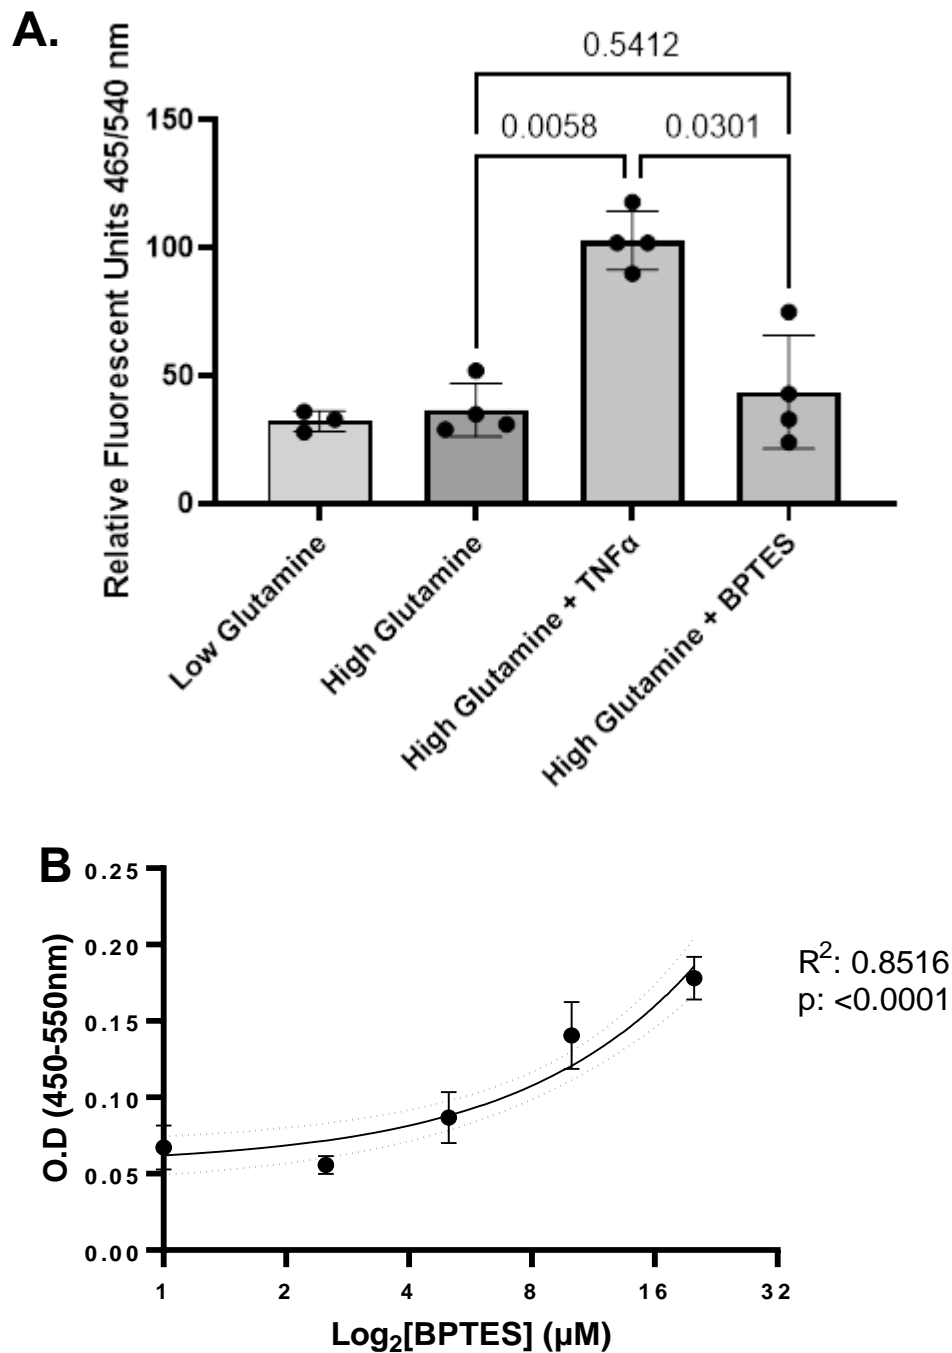 A.
0.5412
0.0058
0.0301
Relative Fluorescent Units 465/540 nm
150
100
50
0
Low Glutamine
High Glutamine
High Glutamine + TNFα
High Glutamine + BPTES
B
O.D (450-550nm)
0.25
0.20
0.15
0.10
0.05
0.00
1 2 4 8 16 32
Log₂[BPTES] (μM)
R²: 0.8516
p: <0.0001